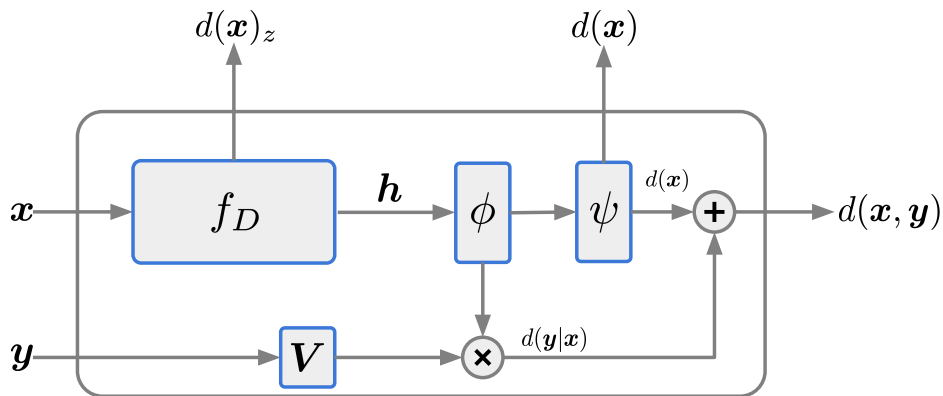 d(x)_z d(x)
x f_D h ϕ ψ d(x) + d(x, y)
y V × d(y|x)